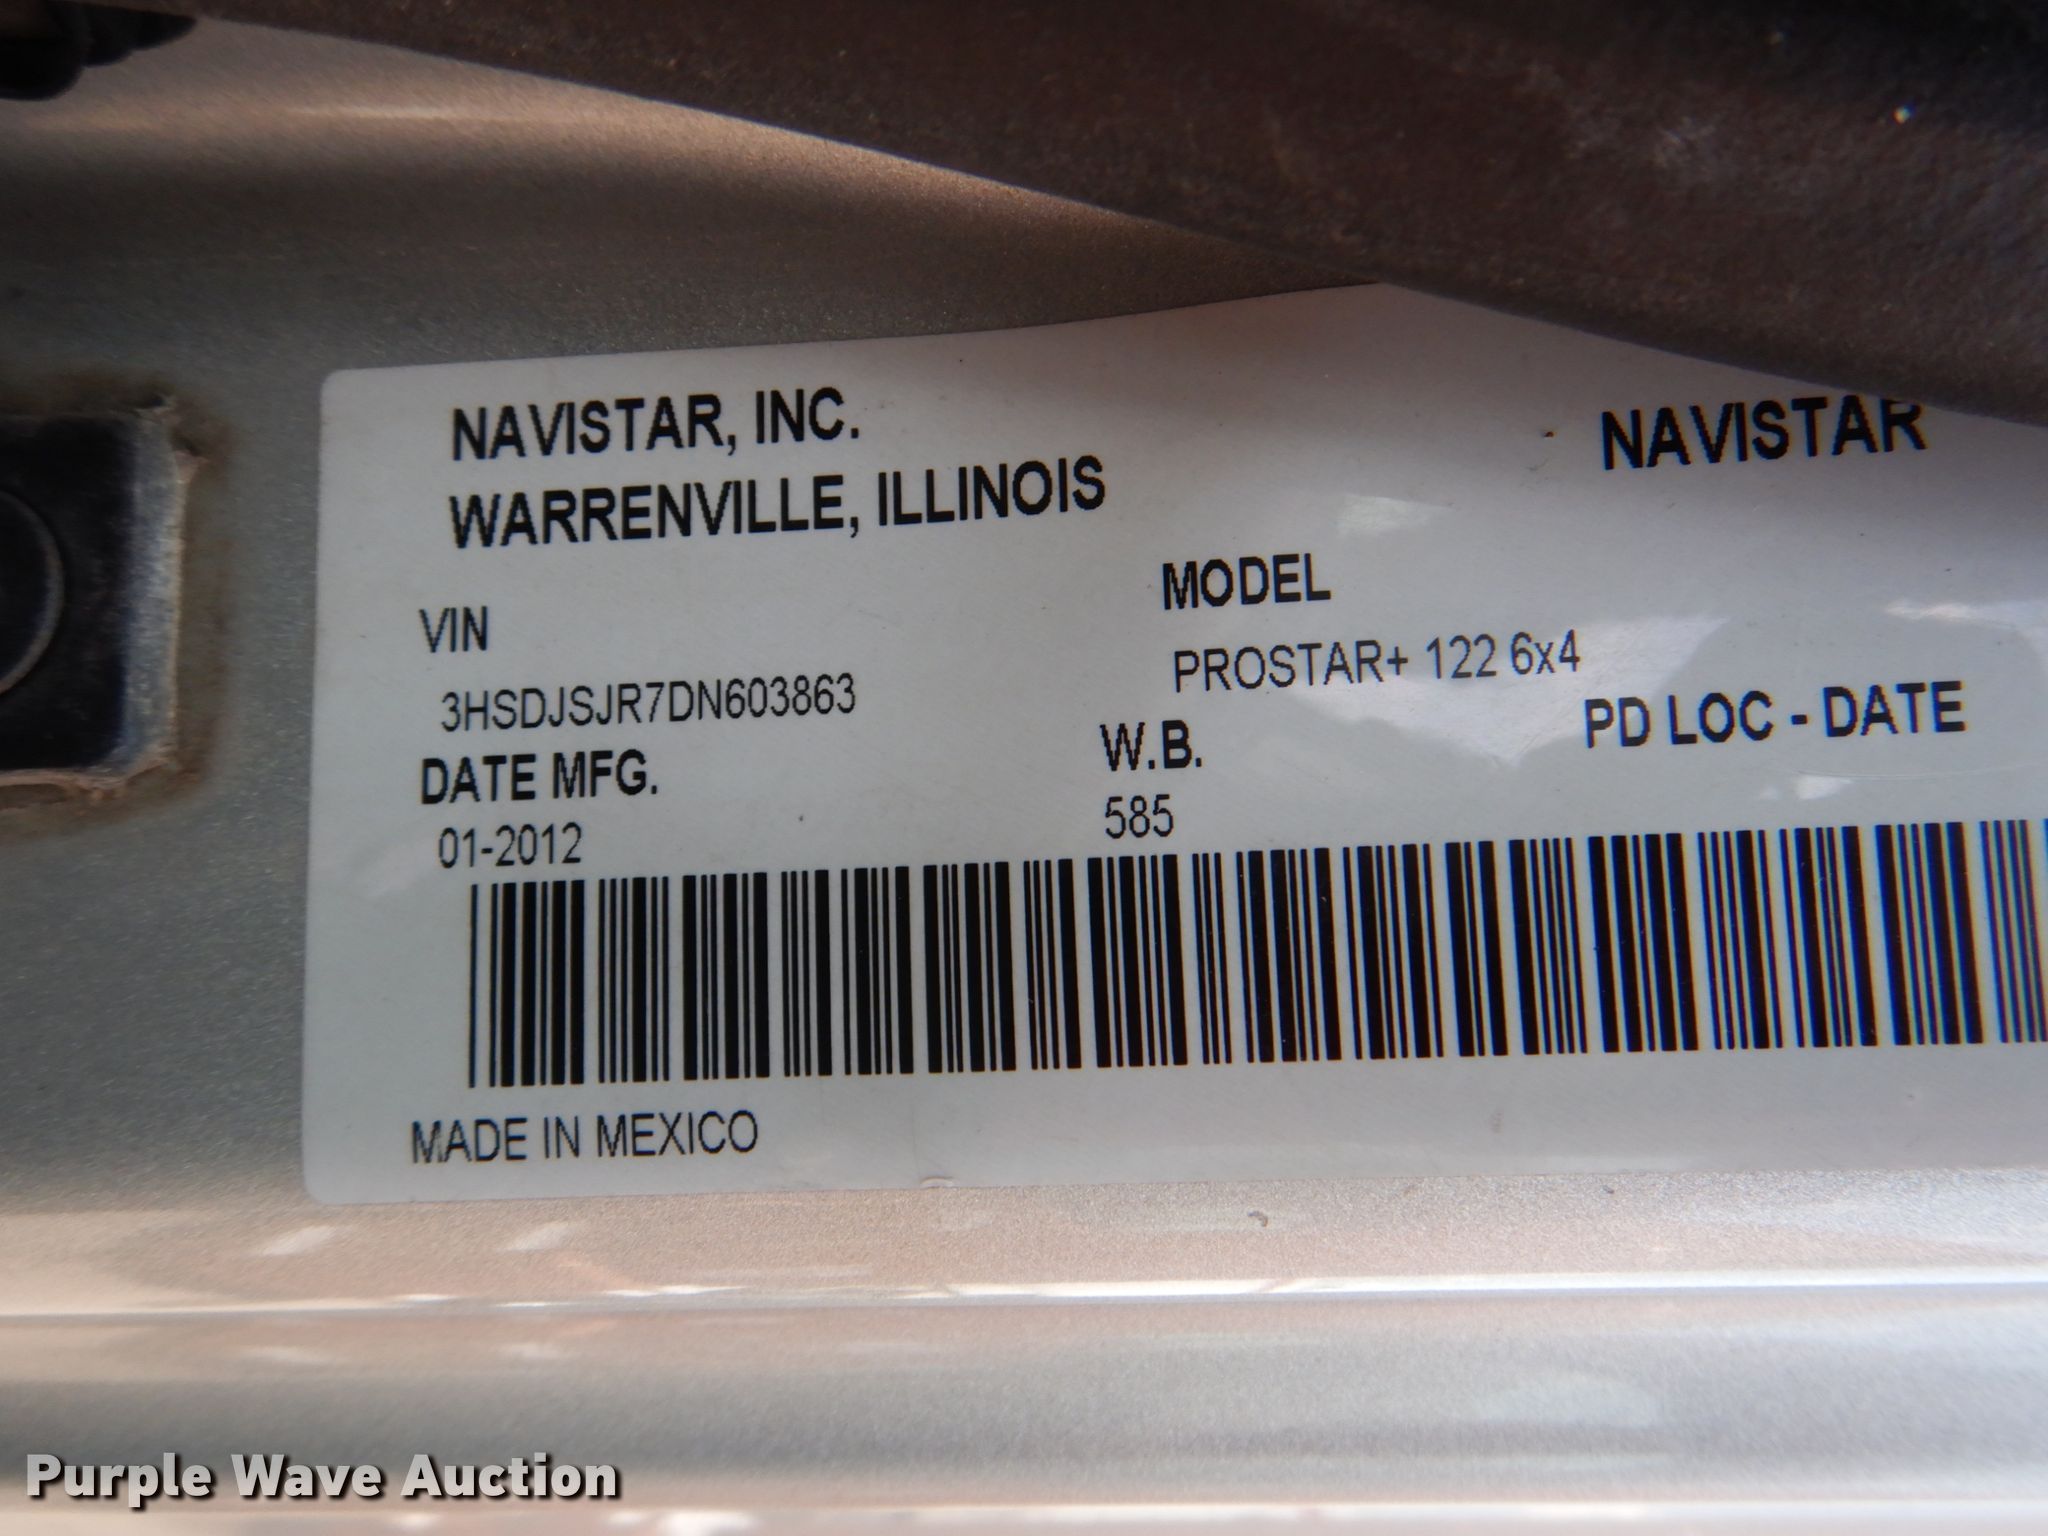 NAVISTAR, INC.
WARRENVILLE, ILLINOIS
NAVISTAR
VIN
MODEL
3HSDJSJR7DN603863
PROSTAR+ 122 6x4
DATE MFG.
W.B.
PD LOC - DATE
01-2012
585
MADE IN MEXICO
Purple Wave Auction